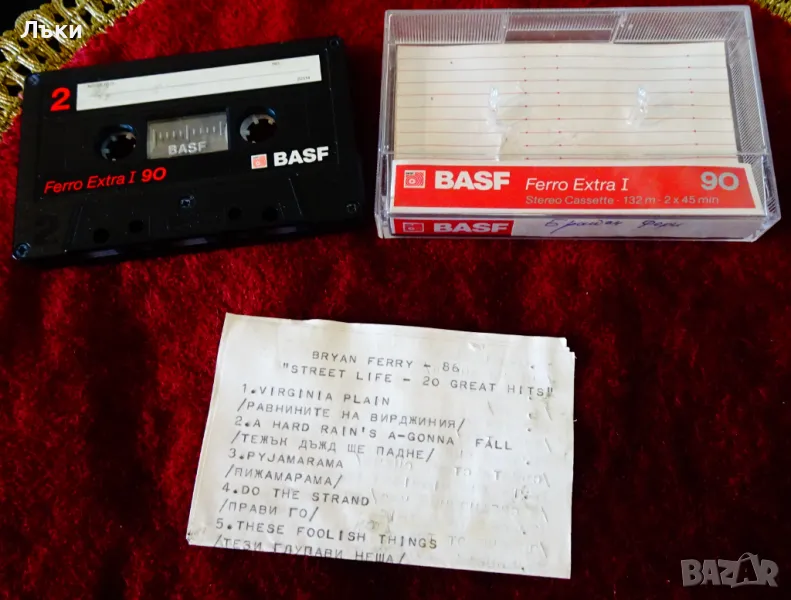 Лъки
2
BASF
BASF
Ferro Extra I 90
BASF
Ferro Extra I
90
Stereo Cassette · 132 m · 2 x 45 min
BASF
Брайън Фери
BRYAN FERRY - 86
"STREET LIFE - 20 GREAT HITS"
1.VIRGINIA PLAIN
/РАВНИНИТЕ НА ВИРДЖИНИЯ/
2.A HARD RAIN'S A-GONNA FALL
/ТЕЖЪК ДЪЖД ЩЕ ПАДНЕ/
3.PYJAMARAMA
/ПИЖАМАРАМА/
4.DO THE STRAND
/ПРАВИ ГО/
5.THESE FOOLISH THINGS
/ТЕЗИ ГЛУПАВИ НЕЩА/
BAZAR